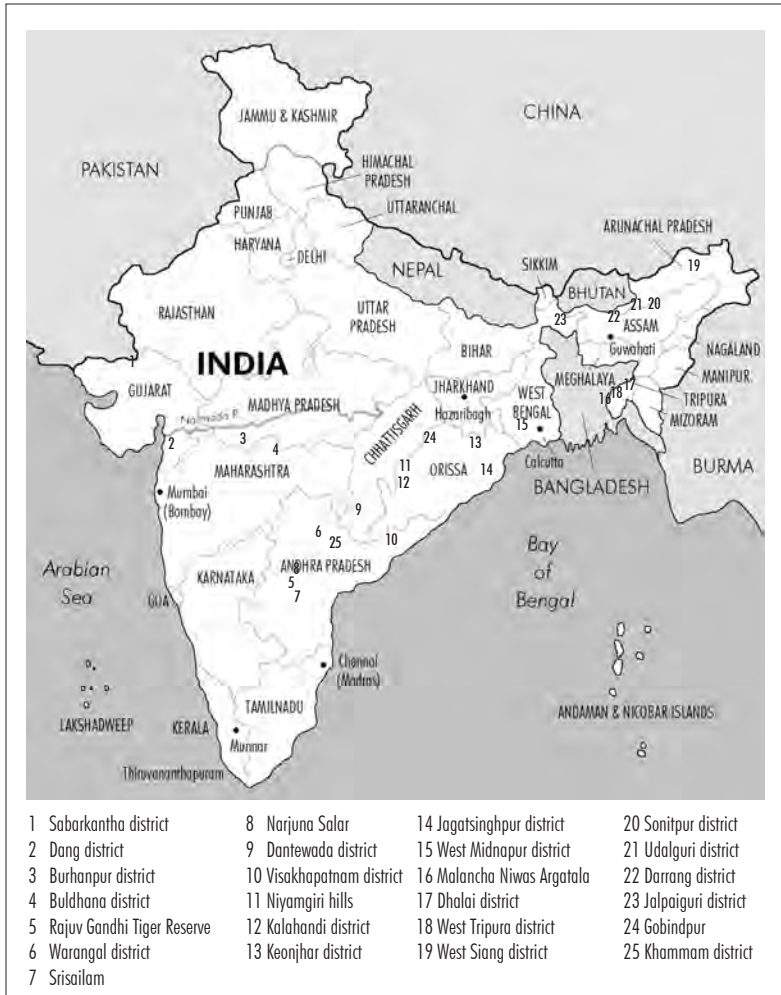 CHINA
JAMMU & KASHMIR
PAKISTAN
HIMACHAL
PRADESH
PUNJAB
UTTARANCHAL
HARYANA
DELHI
ARUNACHAL PRADESH
19
NEPAL
SIKKIM
BHUTAN
21 20
22
23
ASSAM
Guwahati
RAJASTHAN
UTTAR
PRADESH
BIHAR
NAGALAND
MEGHALAYA
MANIPUR
1
INDIA
GUJARAT
JHARKHAND
Hazaribagh
WEST
BENGAL
16 18 17
TRIPURA
MIZORAM
MADHYA PRADESH
Narmada R.
CHHATTISGARH
15
Calcutta
2
3
4
24
13
MAHARASHTRA
11
12
ORISSA
14
BANGLADESH
BURMA
Mumbai
(Bombay)
9
6
25
10
Arabian
Sea
Bay
of
Bengal
KARNATAKA
8
ANDHRA PRADESH
5
7
GOA
Chennai
(Madras)
LAKSHADWEEP
KERALA
TAMILNADU
Munnar
ANDAMAN & NICOBAR ISLANDS
Thiruvananthapuram
1 Sabarkantha district
2 Dang district
3 Burhanpur district
4 Buldhana district
5 Rajuv Gandhi Tiger Reserve
6 Warangal district
7 Srisailam
8 Narjuna Salar
9 Dantewada district
10 Visakhapatnam district
11 Niyamgiri hills
12 Kalahandi district
13 Keonjhar district
14 Jagatsinghpur district
15 West Midnapur district
16 Malancha Niwas Argatala
17 Dhalai district
18 West Tripura district
19 West Siang district
20 Sonitpur district
21 Udalguri district
22 Darrang district
23 Jalpaiguri district
24 Gobindpur
25 Khammam district